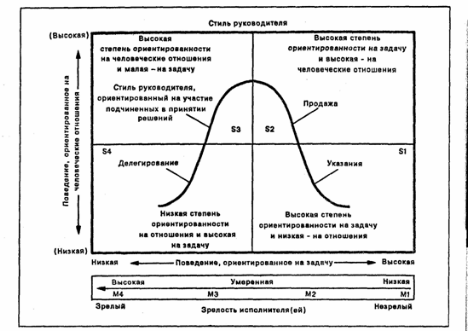 Стиль руководителя
(Высокая)
Высокая
степень ориентированности
на человеческие отношения
и малая - на задачу
Высокая степень
ориентированности на задачу
и высокая - на
человеческие отношения
Стиль руководителя,
ориентированный на участие
подчиненных в принятии
решений
Продажа
S3
S2
S4
S1
Делегирование
Указания
Поведение, ориентированное на
человеческие отношения
Низкая степень
ориентированности
на отношения и высокая
на задачу
Высокая степень
ориентированности на задачу
и низкая - на отношения
(Низкая)
Низкая
Поведение, ориентированное на задачу
Высокая
Высокая
Умеренная
Низкая
M4
M3
M2
M1
Зрелый
Зрелость исполнителя(ей)
Незрелый